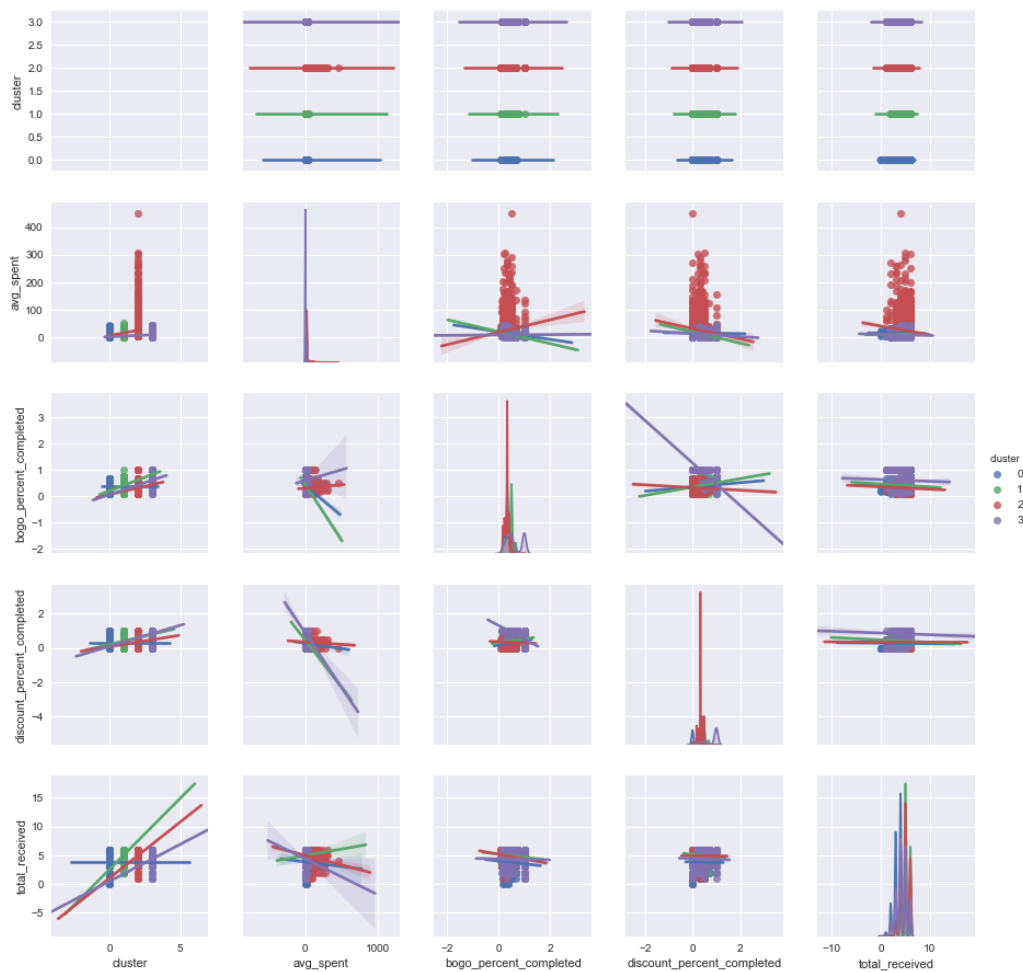 3.0
2.5
2.0
1.5
1.0
0.5
0.0
cluster
400
300
200
100
0
avg_spent
3
2
1
0
−1
−2
bogo_percent_completed
cluster
0
1
2
3
2
0
−2
−4
discount_percent_completed
15
10
5
0
−5
total_received
0 5
cluster
0 1000
avg_spent
−2 0 2
bogo_percent_completed
−2 0 2
discount_percent_completed
−10 0 10
total_received